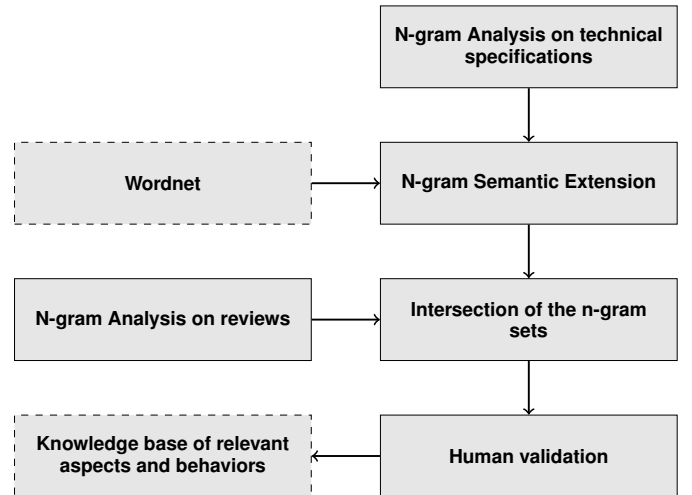 N-gram Analysis on technical
specifications
Wordnet
N-gram Semantic Extension
N-gram Analysis on reviews
Intersection of the n-gram
sets
Knowledge base of relevant
aspects and behaviors
Human validation